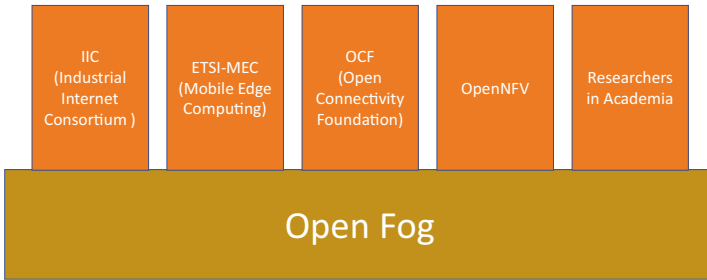 IIC
(Industrial
Internet
Consortium )
ETSI-MEC
(Mobile Edge
Computing)
OCF
(Open
Connectivity
Foundation)
OpenNFV
Researchers
in Academia
Open Fog